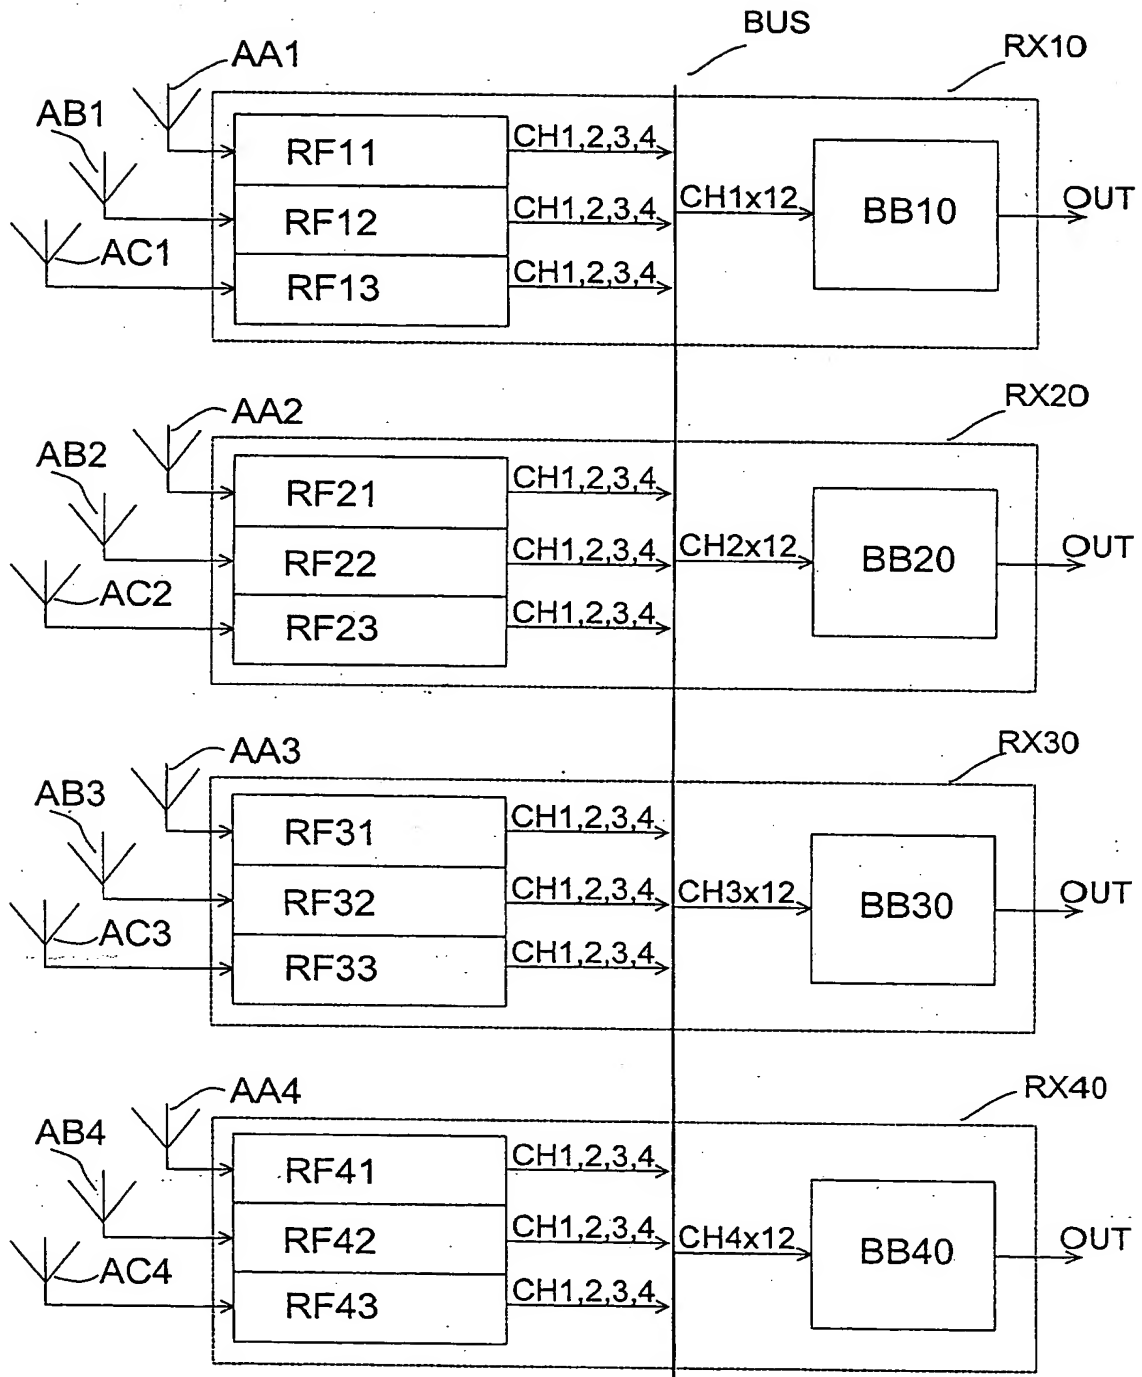 BUS
RX10
AA1
AB1
AC1
RF11
RF12
RF13
CH1,2,3,4
CH1,2,3,4
CH1,2,3,4
CH1x12
BB10
OUT
RX20
AA2
AB2
AC2
RF21
RF22
RF23
CH1,2,3,4
CH1,2,3,4
CH1,2,3,4
CH2x12
BB20
OUT
RX30
AA3
AB3
AC3
RF31
RF32
RF33
CH1,2,3,4
CH1,2,3,4
CH1,2,3,4
CH3x12
BB30
OUT
RX40
AA4
AB4
AC4
RF41
RF42
RF43
CH1,2,3,4
CH1,2,3,4
CH1,2,3,4
CH4x12
BB40
OUT